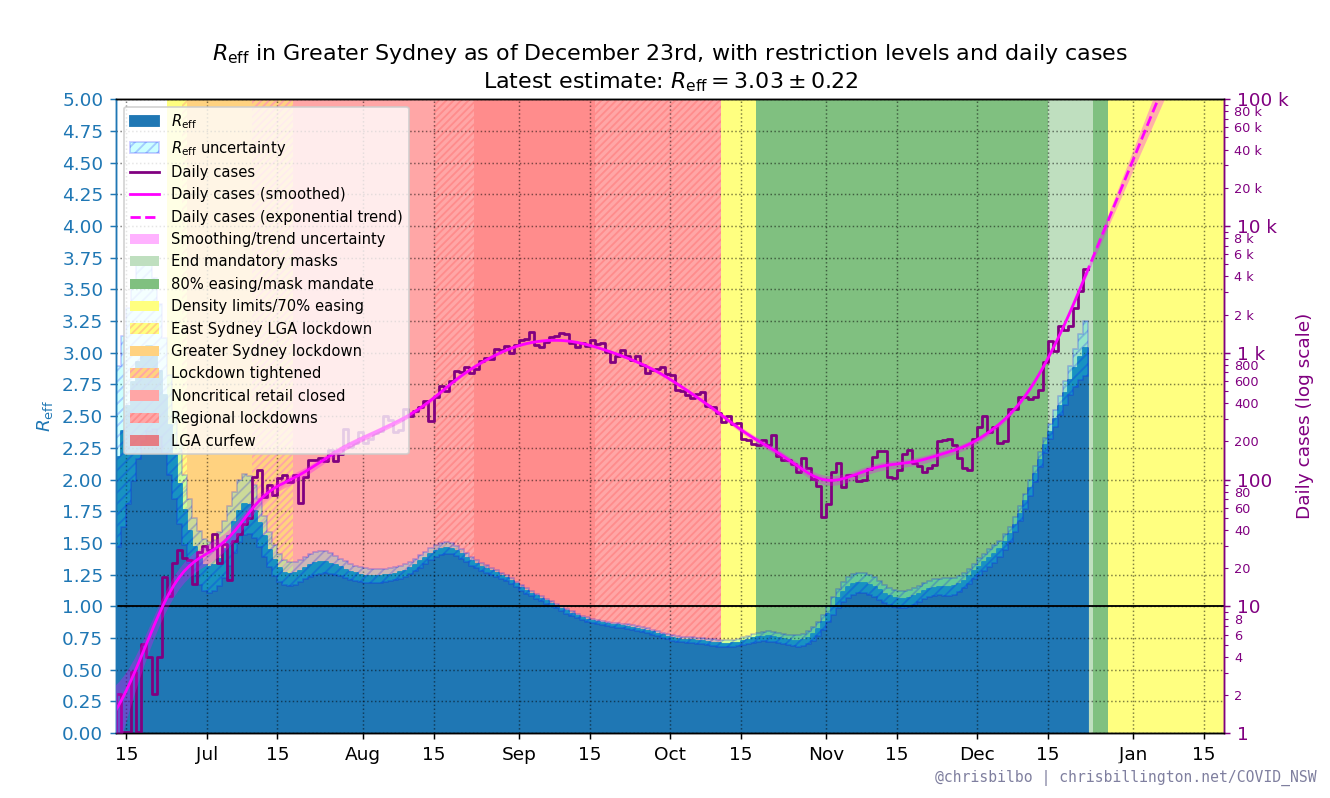 Reff in Greater Sydney as of December 23rd, with restriction levels and daily cases
Latest estimate: Reff = 3.03 ± 0.22
Reff
5.00
4.75
4.50
4.25
4.00
3.75
3.50
3.25
3.00
2.75
2.50
2.25
2.00
1.75
1.50
1.25
1.00
0.75
0.50
0.25
0.00
Reff
Reff uncertainty
Daily cases
Daily cases (smoothed)
Daily cases (exponential trend)
Smoothing/trend uncertainty
End mandatory masks
80% easing/mask mandate
Density limits/70% easing
East Sydney LGA lockdown
Greater Sydney lockdown
Lockdown tightened
Noncritical retail closed
Regional lockdowns
LGA curfew
100 k
80 k
60 k
40 k
20 k
10 k
8 k
6 k
4 k
2 k
1 k
800
600
400
200
100
80
60
40
20
10
8
6
4
2
1
Daily cases (log scale)
15 Jul 15 Aug 15 Sep 15 Oct 15 Nov 15 Dec 15 Jan 15
@chrisbilbo | chrisbillington.net/COVID_NSW